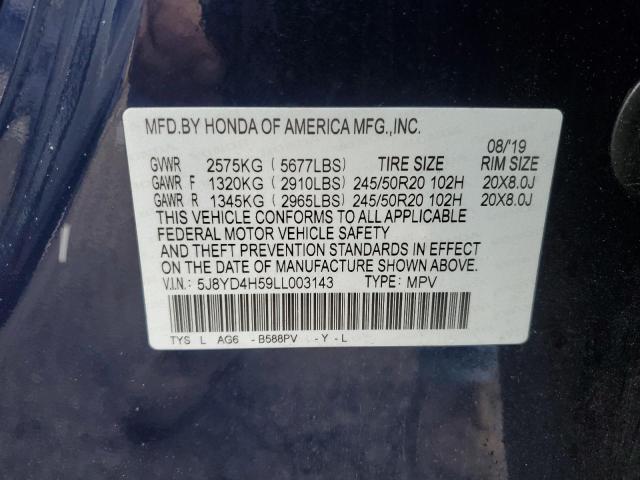 MFD.BY HONDA OF AMERICA MFG.,INC.
08/'19
GVWR 2575KG ( 5677LBS) TIRE SIZE RIM SIZE
GAWR F 1320KG ( 2910LBS) 245/50R20 102H 20X8.0J
GAWR R 1345KG ( 2965LBS) 245/50R20 102H 20X8.0J
THIS VEHICLE CONFORMS TO ALL APPLICABLE
FEDERAL MOTOR VEHICLE SAFETY
AND THEFT PREVENTION STANDARDS IN EFFECT
ON THE DATE OF MANUFACTURE SHOWN ABOVE.
V.I.N.: 5J8YD4H59LL003143 TYPE: MPV
TYS L AG6 - B588PV - Y - L